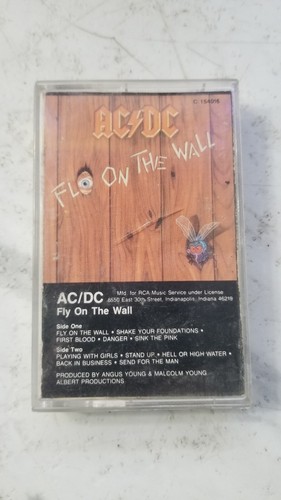 C 154018
AC/DC
FLY ON THE WALL
AC/DC
Mfd. for RCA Music Service under License
6550 East 30th Street, Indianapolis, Indiana 46219
Fly On The Wall
Side One
FLY ON THE WALL • SHAKE YOUR FOUNDATIONS •
FIRST BLOOD • DANGER • SINK THE PINK
Side Two
PLAYING WITH GIRLS • STAND UP • HELL OR HIGH WATER •
BACK IN BUSINESS • SEND FOR THE MAN
PRODUCED BY ANGUS YOUNG & MALCOLM YOUNG
ALBERT PRODUCTIONS